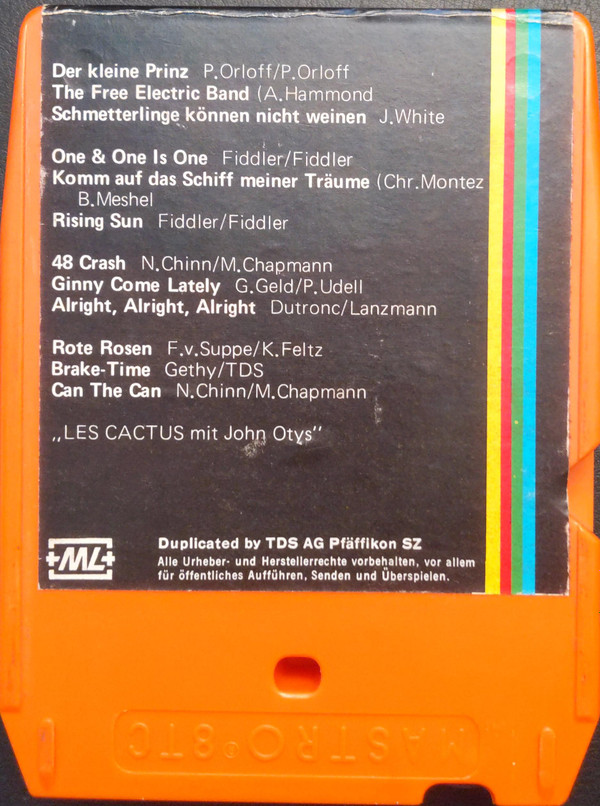 Der kleine Prinz P.Orloff/P.Orloff
The Free Electric Band (A.Hammond
Schmetterlinge können nicht weinen J.White
One & One Is One Fiddler/Fiddler
Komm auf das Schiff meiner Träume (Chr.Montez
B.Meshel
Rising Sun Fiddler/Fiddler
48 Crash N.Chinn/M.Chapmann
Ginny Come Lately G.Geld/P.Udell
Alright, Alright, Alright Dutronc/Lanzmann
Rote Rosen F.v.Suppe/K.Feltz
Brake-Time Gethy/TDS
Can The Can N.Chinn/M.Chapmann
„LES CACTUS mit John Otys"
+ML+
Duplicated by TDS AG Pfäffikon SZ
Alle Urheber- und Herstellerrechte vorbehalten, vor allem
für öffentliches Aufführen, Senden und Überspielen.
MASTRO 8TC